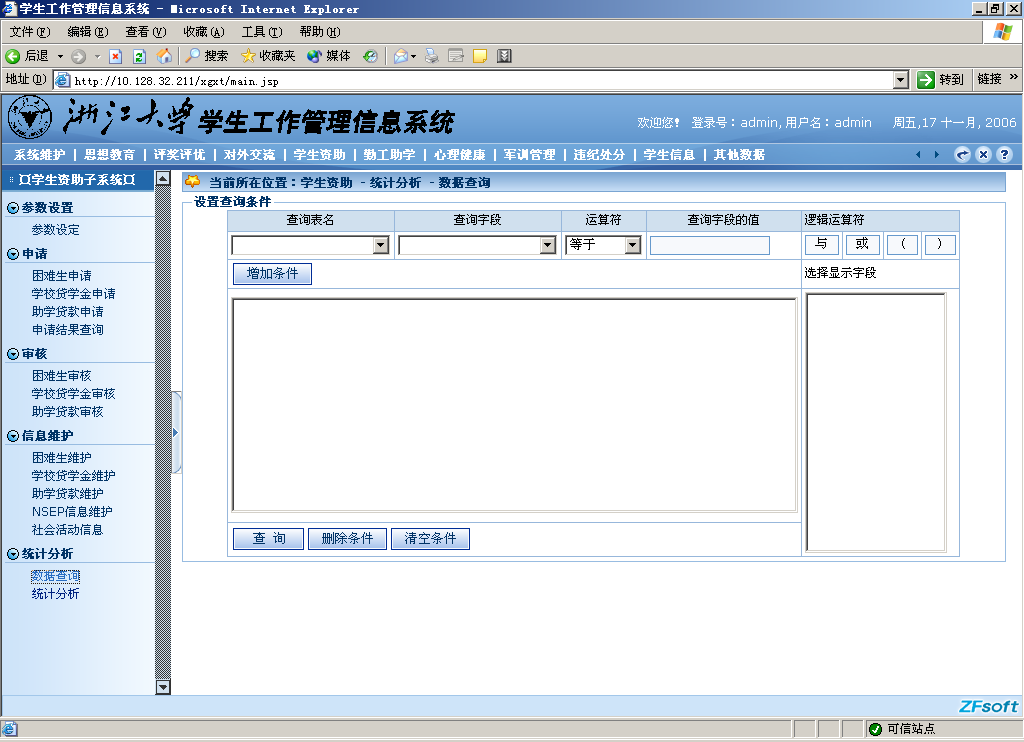 学生工作管理信息系统 - Microsoft Internet Explorer
文件(F) 编辑(E) 查看(V) 收藏(A) 工具(T) 帮助(H)
后退 搜索 收藏夹 媒体
地址(D) http://10.128.32.211/xgxt/main.jsp 转到 链接 »
浙江大学 学生工作管理信息系统
欢迎您! 登录号:admin,用户名:admin 周五,17 十一月, 2006
系统维护 | 思想教育 | 评奖评优 | 对外交流 | 学生资助 | 勤工助学 | 心理健康 | 军训管理 | 违纪处分 | 学生信息 | 其他数据
¤学生资助子系统¤
参数设置
参数设定
申请
困难生申请
学校贷学金申请
助学贷款申请
申请结果查询
审核
困难生审核
学校贷学金审核
助学贷款审核
信息维护
困难生维护
学校贷学金维护
助学贷款维护
NSEP信息维护
社会活动信息
统计分析
数据查询
统计分析
当前所在位置:学生资助 - 统计分析 - 数据查询
设置查询条件
查询表名 查询字段 运算符 查询字段的值 逻辑运算符
等于 与 或 ( )
增加条件 选择显示字段
查 询 删除条件 清空条件
ZFsoft
可信站点